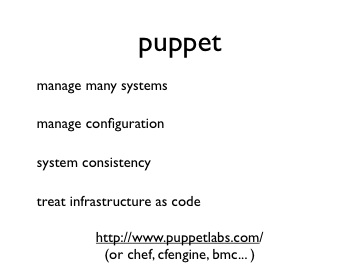 puppet
manage many systems
manage configuration
system consistency
treat infrastructure as code
http://www.puppetlabs.com/
(or chef, cfengine, bmc... )